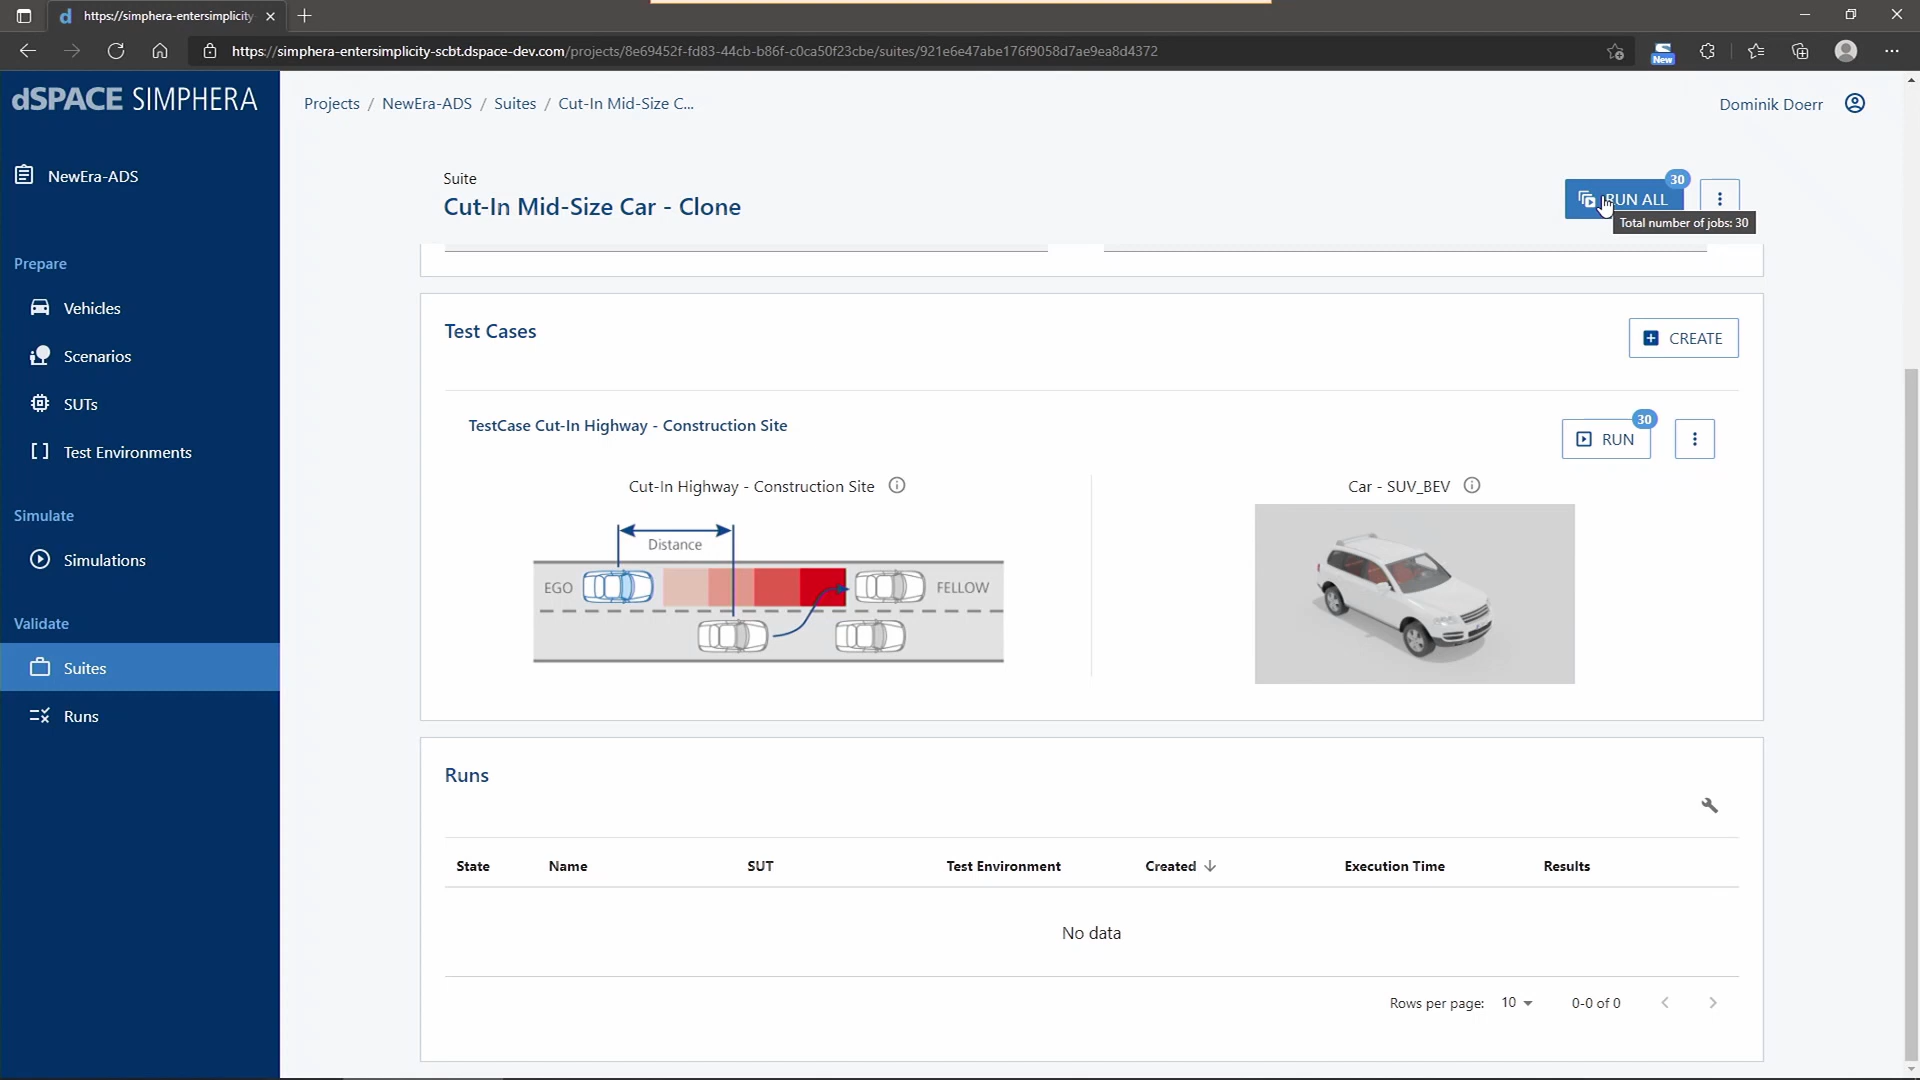 https://simphera-entersimplicity
https://simphera-entersimplicity-scbt.dspace-dev.com/projects/8e69452f-fd83-44cb-b86f-c0ca50f23cbe/suites/921e6e47abe176f9058d7ae9ea8d4372
New
dSPACE SIMPHERA
Projects / NewEra-ADS / Suites / Cut-In Mid-Size C...
Dominik Doerr
NewEra-ADS
Prepare
Vehicles
Scenarios
SUTs
Test Environments
Simulate
Simulations
Validate
Suites
Runs
Suite
Cut-In Mid-Size Car - Clone
30
RUN ALL
Total number of jobs: 30
Test Cases
CREATE
TestCase Cut-In Highway - Construction Site
30
RUN
Cut-In Highway - Construction Site
Car - SUV_BEV
Distance
EGO
FELLOW
Runs
State Name SUT Test Environment Created Execution Time Results
No data
Rows per page: 10 0-0 of 0